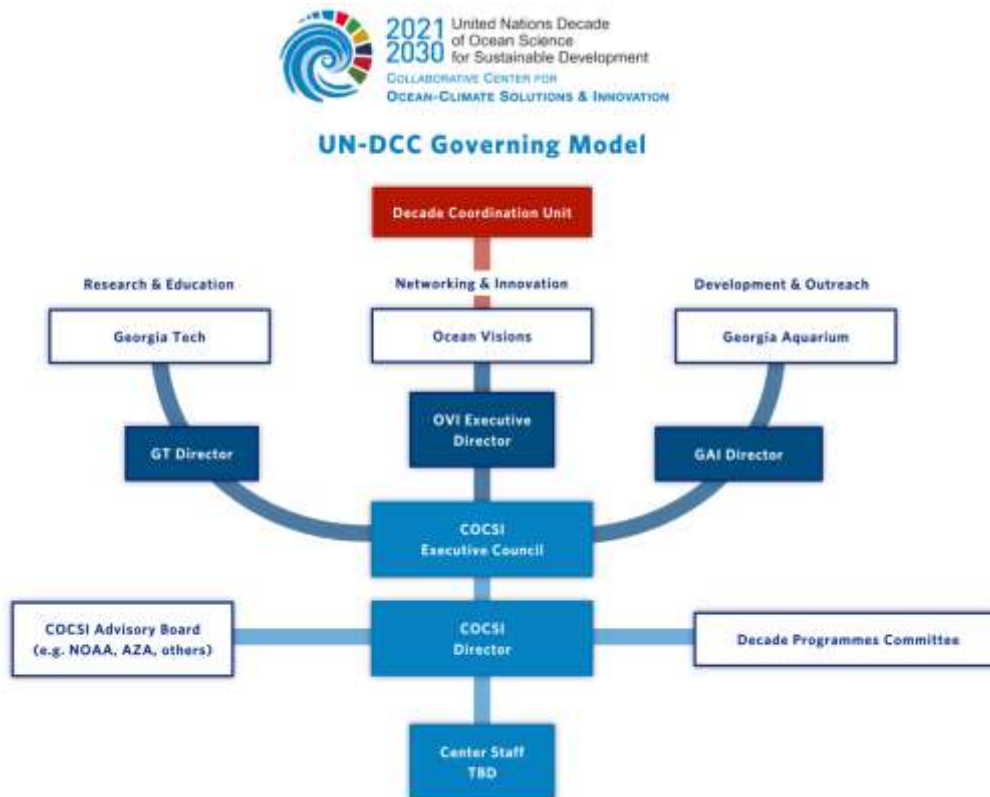 2021 United Nations Decade
2030 of Ocean Science
for Sustainable Development
COLLABORATIVE CENTER FOR
OCEAN-CLIMATE SOLUTIONS & INNOVATION
UN-DCC Governing Model
Decade Coordination Unit
Research & Education
Networking & Innovation
Development & Outreach
Georgia Tech
Ocean Visions
Georgia Aquarium
GT Director
OVI Executive
Director
GAI Director
COCSI
Executive Council
COCSI Advisory Board
(e.g. NOAA, AZA, others)
COCSI
Director
Decade Programmes Committee
Center Staff
TBD